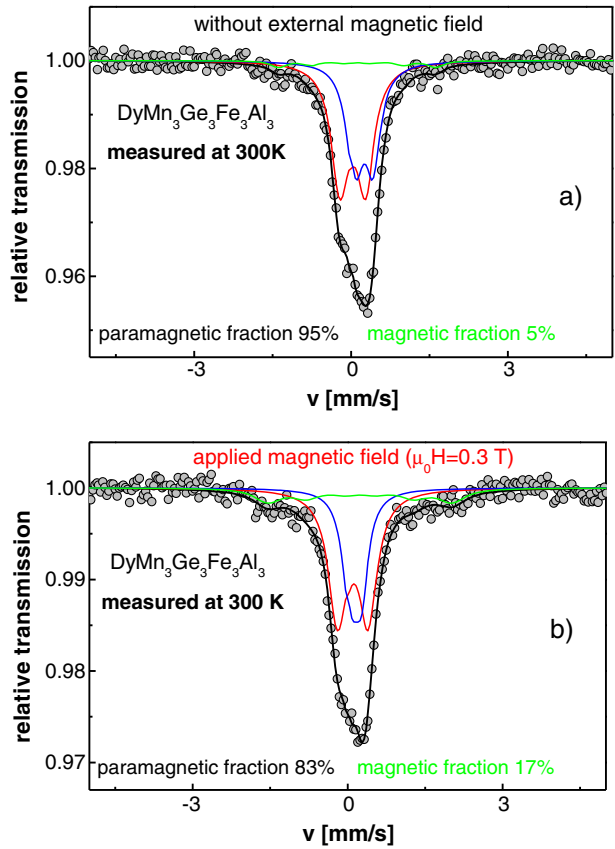 without external magnetic field
1.00
0.98
0.96
relative transmission
DyMn₃Ge₃Fe₃Al₃
measured at 300K
a)
paramagnetic fraction 95%
magnetic fraction 5%
-3
0
3
v [mm/s]
applied magnetic field (μ₀H=0.3 T)
1.00
0.99
0.98
0.97
relative transmission
DyMn₃Ge₃Fe₃Al₃
measured at 300 K
b)
paramagnetic fraction 83%
magnetic fraction 17%
-3
0
3
v [mm/s]